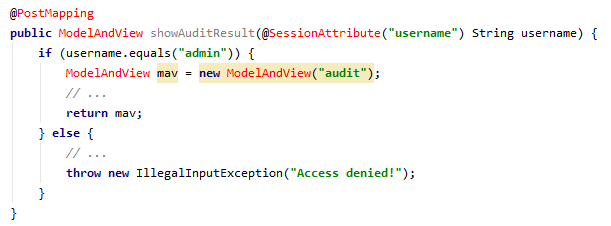 @PostMapping
public ModelAndView showAuditResult(@SessionAttribute("username") String username) {
    if (username.equals("admin")) {
        ModelAndView mav = new ModelAndView("audit");
        // ...
        return mav;
    } else {
        // ...
        throw new IllegalInputException("Access denied!");
    }
}